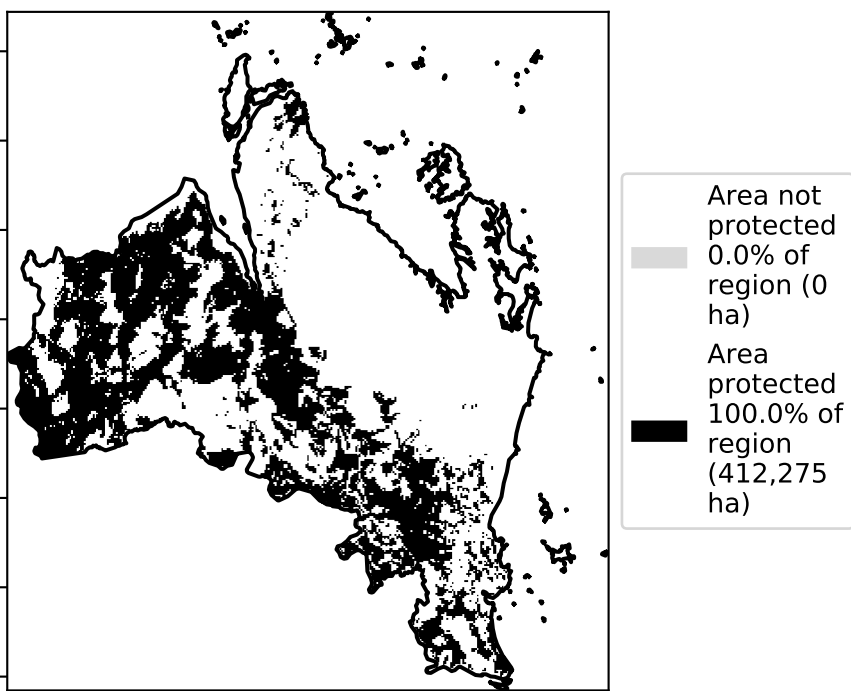 Area not
protected
0.0% of
region (0
ha)
Area
protected
100.0% of
region
(412,275
ha)